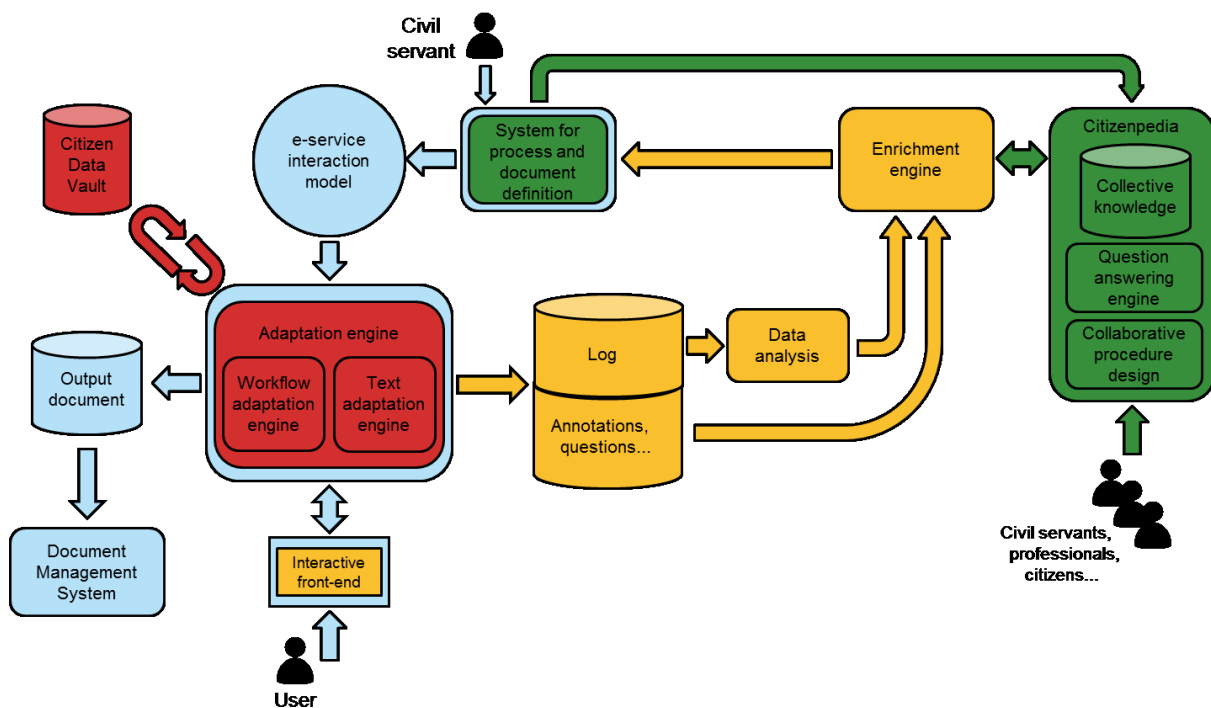 Civil
servant
Citizen
Data
Vault
e-service
interaction
model
System for
process and
document
definition
Enrichment
engine
Citizenpedia
Collective
knowledge
Question
answering
engine
Collaborative
procedure
design
Adaptation engine
Workflow
adaptation
engine
Text
adaptation
engine
Log
Annotations,
questions...
Data
analysis
Output
document
Document
Management
System
Interactive
front-end
User
Civil servants,
professionals,
citizens...